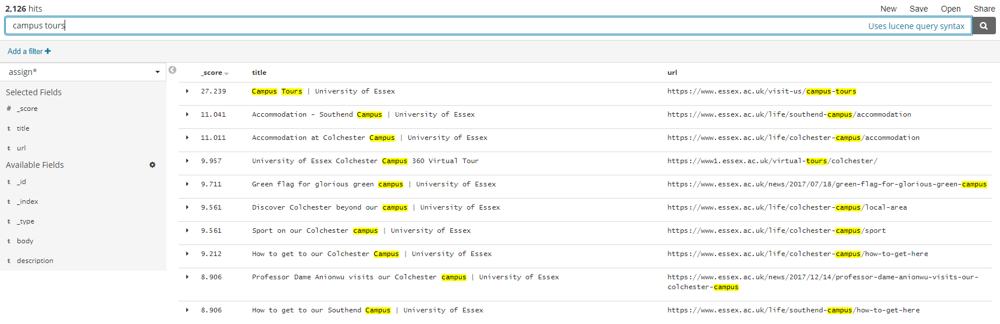 2,126 hits
New Save Open Share
campus tours
Uses lucene query syntax
Add a filter +
assign*
Selected Fields
# _score
t title
t url
Available Fields
t _id
t _index
t _type
t body
t description
_score title url
27.239 Campus Tours | University of Essex https://www.essex.ac.uk/visit-us/campus-tours
11.041 Accommodation - Southend Campus | University of Essex https://www.essex.ac.uk/life/southend-campus/accommodation
11.011 Accommodation at Colchester Campus | University of Essex https://www.essex.ac.uk/life/colchester-campus/accommodation
9.957 University of Essex Colchester Campus 360 Virtual Tour https://www1.essex.ac.uk/virtual-tours/colchester/
9.711 Green flag for glorious green campus | University of Essex https://www.essex.ac.uk/news/2017/07/18/green-flag-for-glorious-green-campus
9.561 Discover Colchester beyond our campus | University of Essex https://www.essex.ac.uk/life/colchester-campus/local-area
9.561 Sport on our Colchester campus | University of Essex https://www.essex.ac.uk/life/colchester-campus/sport
9.212 How to get to our Colchester Campus | University of Essex https://www.essex.ac.uk/life/colchester-campus/how-to-get-here
8.906 Professor Dame Anionwu visits our Colchester campus | University of Essex https://www.essex.ac.uk/news/2017/12/14/professor-dame-anionwu-visits-our-
colchester-campus
8.906 How to get to our Southend Campus | University of Essex https://www.essex.ac.uk/life/southend-campus/how-to-get-here